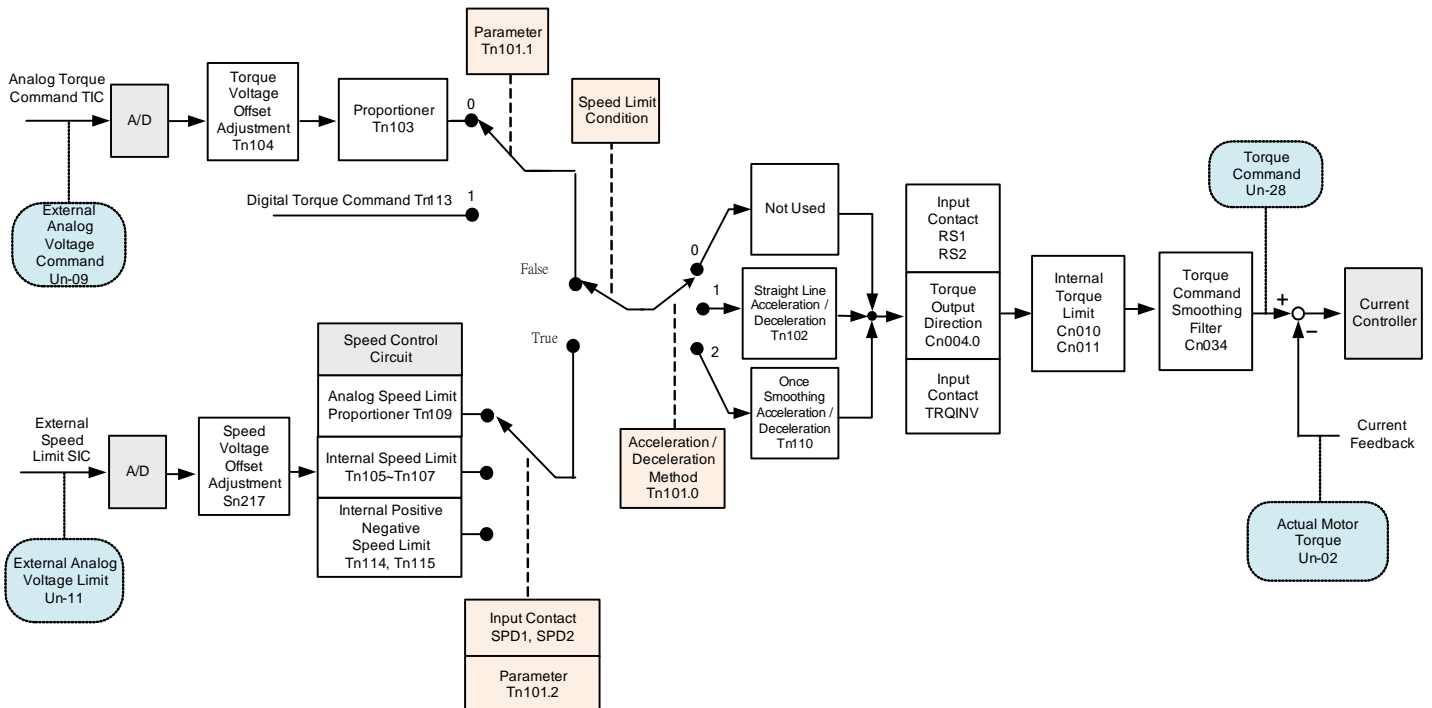 Parameter
Tn101.1
Analog Torque
Command TIC
A/D
Torque
Voltage
Offset
Adjustment
Tn104
Proportioner
Tn103
0
Speed Limit
Condition
External
Analog
Voltage
Command
Un-09
Digital Torque Command Tn113
1
False
True
0
1
2
Not Used
Straight Line
Acceleration /
Deceleration
Tn102
Once
Smoothing
Acceleration /
Deceleration
Tn110
Input
Contact
RS1
RS2
Torque
Output
Direction
Cn004.0
Input
Contact
TRQINV
Internal
Torque
Limit
Cn010
Cn011
Torque
Command
Smoothing
Filter
Cn034
Torque
Command
Un-28
+
−
Current
Controller
Current
Feedback
Actual Motor
Torque
Un-02
Acceleration /
Deceleration
Method
Tn101.0
External
Speed
Limit SIC
A/D
Speed
Voltage
Offset
Adjustment
Sn217
Speed Control
Circuit
Analog Speed Limit
Proportioner Tn109
Internal Speed Limit
Tn105~Tn107
Internal Positive
Negative
Speed Limit
Tn114, Tn115
External Analog
Voltage Limit
Un-11
Input Contact
SPD1, SPD2
Parameter
Tn101.2